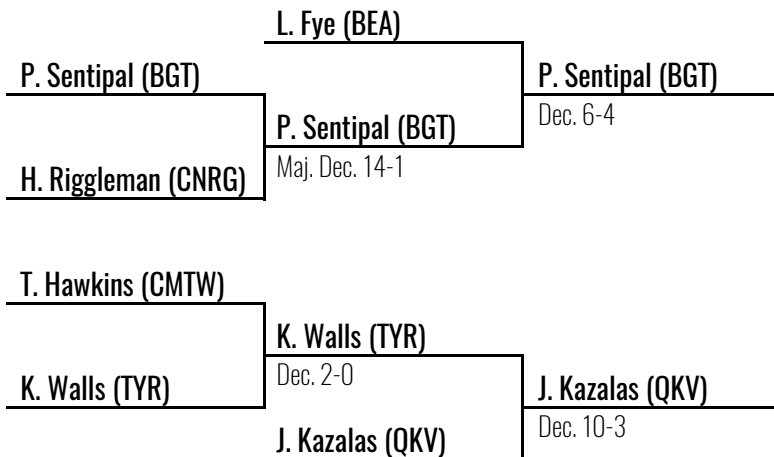 L. Fye (BEA)
P. Sentipal (BGT)
P. Sentipal (BGT)
Dec. 6-4
P. Sentipal (BGT)
Maj. Dec. 14-1
H. Riggleman (CNRG)
T. Hawkins (CMTW)
K. Walls (TYR)
Dec. 2-0
K. Walls (TYR)
J. Kazalas (QKV)
Dec. 10-3
J. Kazalas (QKV)